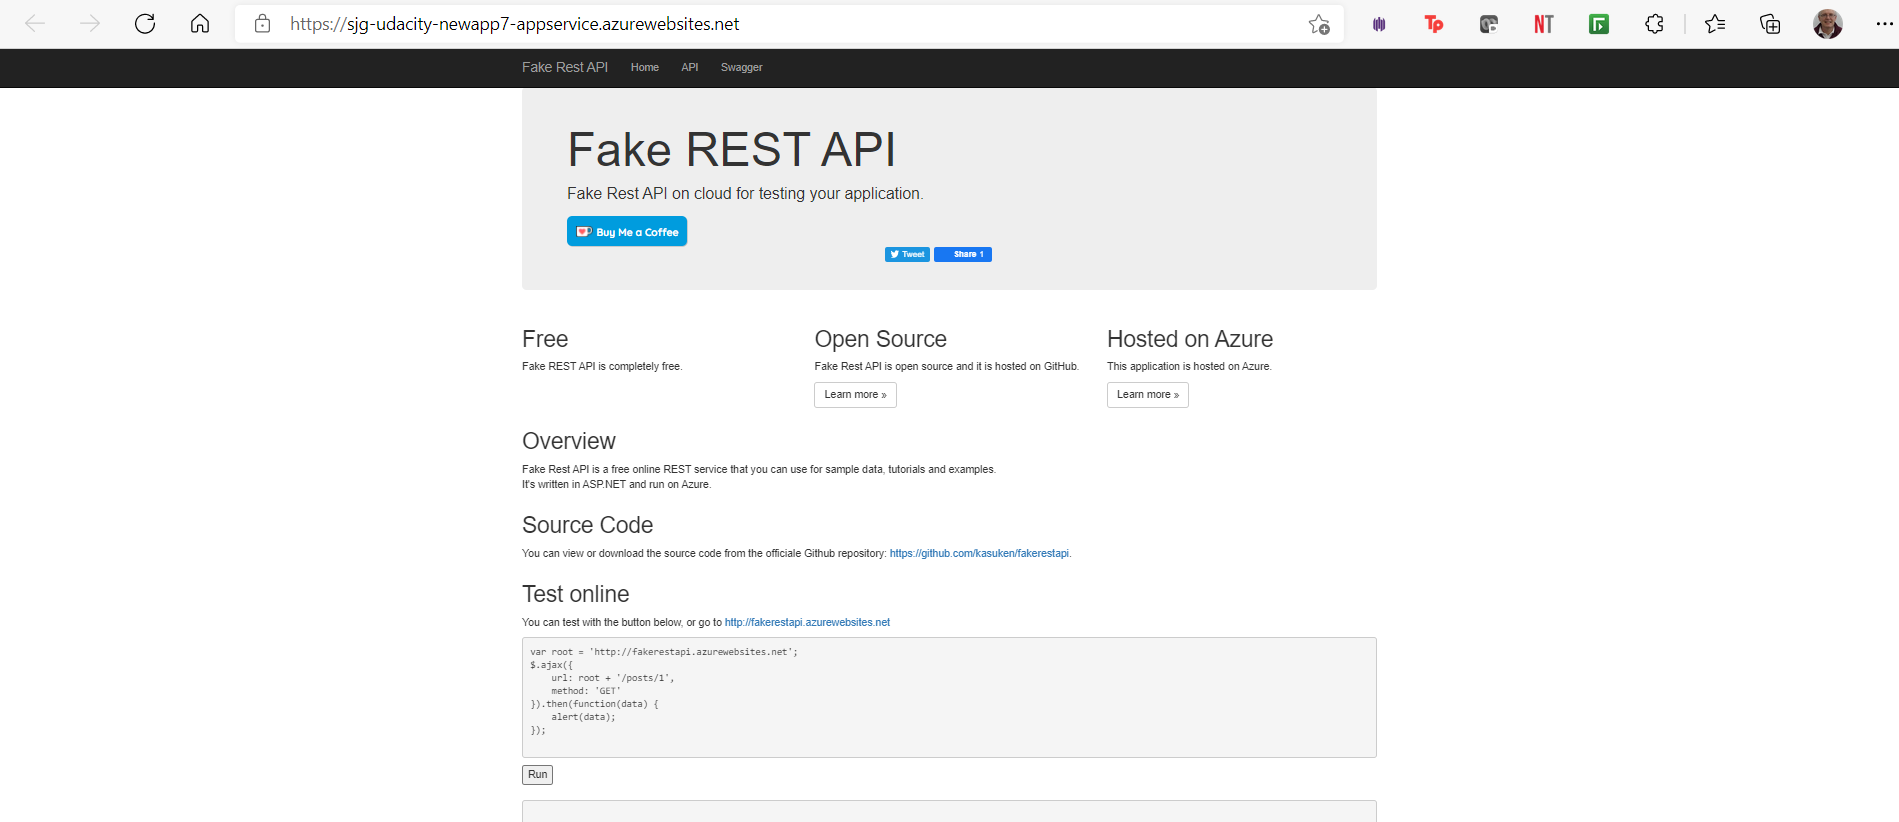 https://sjg-udacity-newapp7-appservice.azurewebsites.net
Tp
NT
Fake Rest API Home API Swagger
Fake REST API
Fake Rest API on cloud for testing your application.
Buy Me a Coffee
Tweet Share 1
Free
Fake REST API is completely free.
Open Source
Fake Rest API is open source and it is hosted on GitHub.
Learn more »
Hosted on Azure
This application is hosted on Azure.
Learn more »
Overview
Fake Rest API is a free online REST service that you can use for sample data, tutorials and examples.
It's written in ASP.NET and run on Azure.
Source Code
You can view or download the source code from the officiale Github repository: https://github.com/kasuken/fakerestapi.
Test online
You can test with the button below, or go to http://fakerestapi.azurewebsites.net
var root = 'http://fakerestapi.azurewebsites.net';
$.ajax({
    url: root + '/posts/1',
    method: 'GET'
}).then(function(data) {
    alert(data);
});
Run